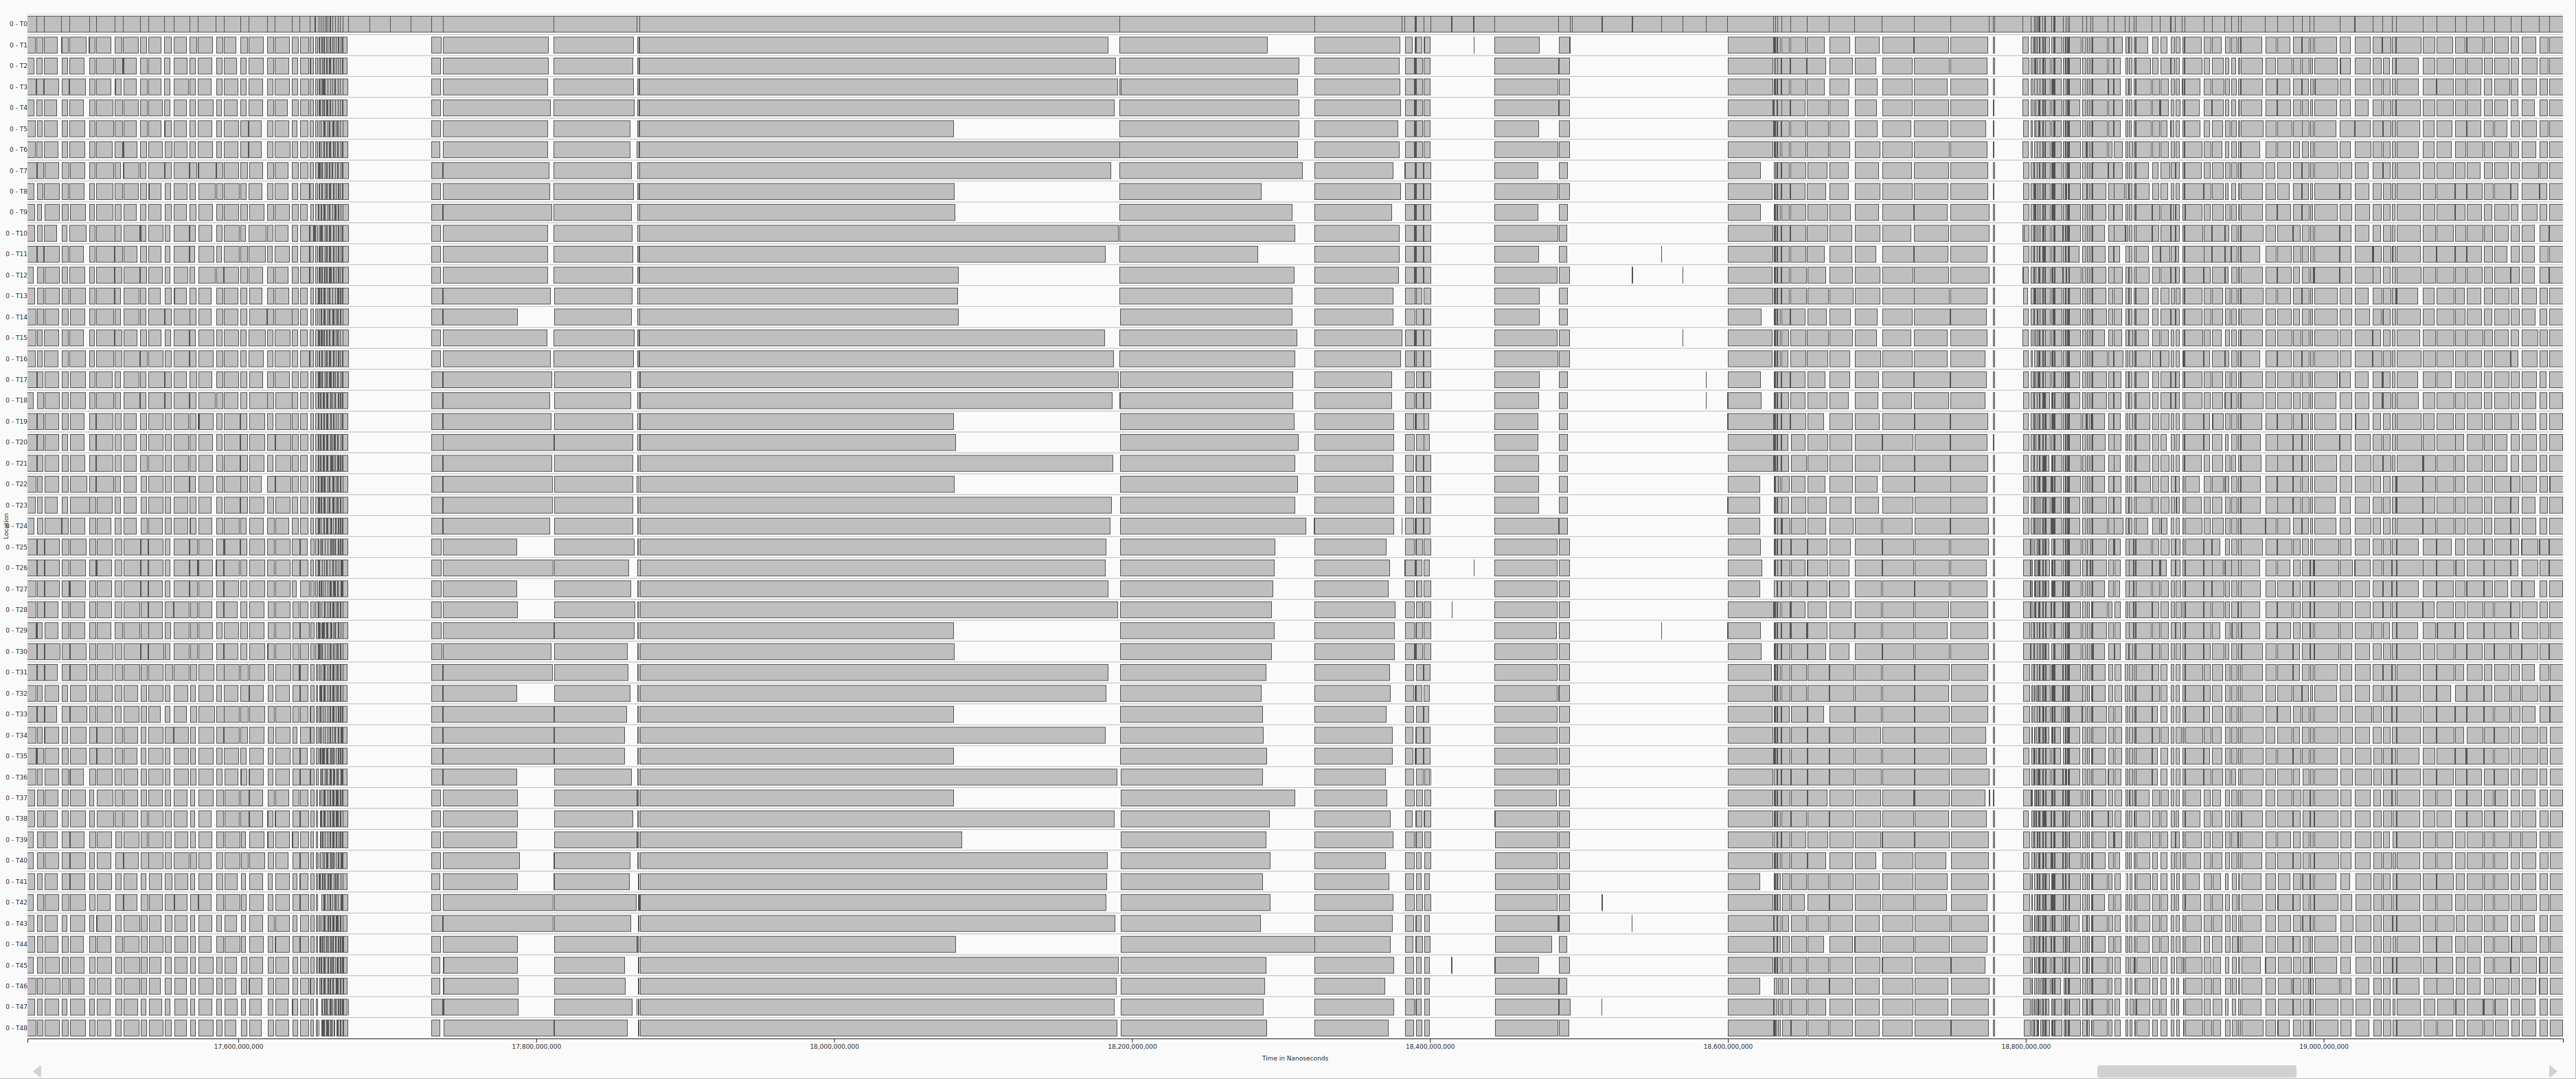 0 - T0
0 - T1
0 - T2
0 - T3
0 - T4
0 - T5
0 - T6
0 - T7
0 - T8
0 - T9
0 - T10
0 - T11
0 - T12
0 - T13
0 - T14
0 - T15
0 - T16
0 - T17
0 - T18
0 - T19
0 - T20
0 - T21
0 - T22
0 - T23
Location
0 - T24
0 - T25
0 - T26
0 - T27
0 - T28
0 - T29
0 - T30
0 - T31
0 - T32
0 - T33
0 - T34
0 - T35
0 - T36
0 - T37
0 - T38
0 - T39
0 - T40
0 - T41
0 - T42
0 - T43
0 - T44
0 - T45
0 - T46
0 - T47
0 - T48
17,600,000,000 17,800,000,000 18,000,000,000 18,200,000,000 18,400,000,000 18,600,000,000 18,800,000,000 19,000,000,000
Time in Nanoseconds